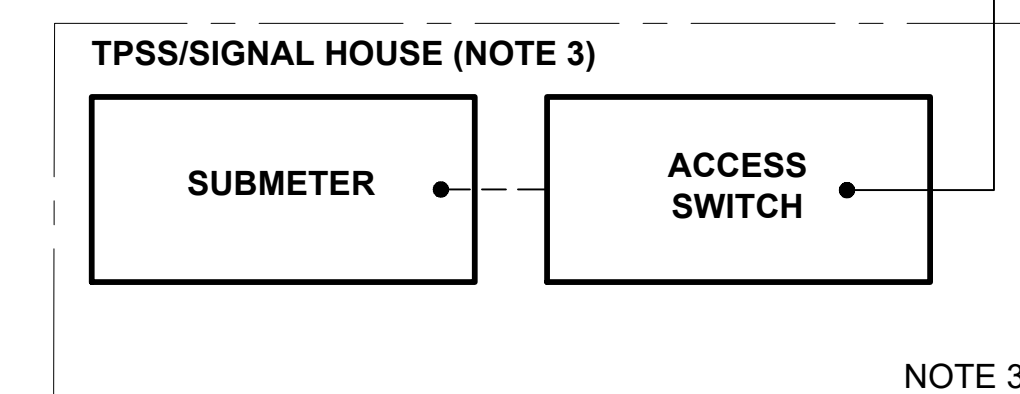 TPSS/SIGNAL HOUSE (NOTE 3)
SUBMETER
ACCESS
SWITCH
NOTE 3